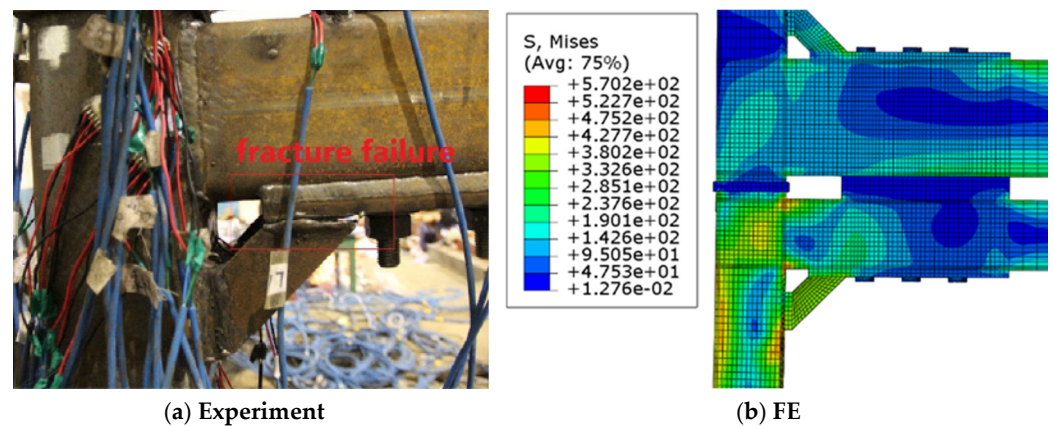 fracture failure
S, Mises
(Avg: 75%)
+5.702e+02
+5.227e+02
+4.752e+02
+4.277e+02
+3.802e+02
+3.326e+02
+2.851e+02
+2.376e+02
+1.901e+02
+1.426e+02
+9.505e+01
+4.753e+01
+1.276e-02
(a) Experiment
(b) FE